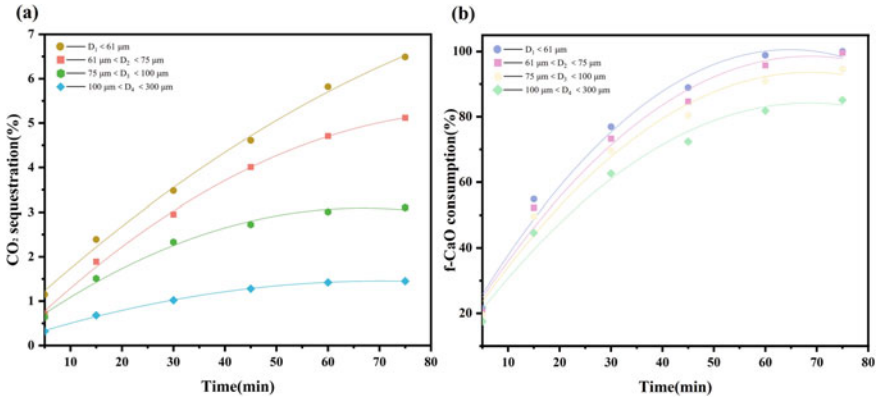 (a)
7
6
5
4
3
2
1
0
CO₂ sequestration(%)
D₁ < 61 μm
61 μm < D₂ < 75 μm
75 μm < D₃ < 100 μm
100 μm < D₄ < 300 μm
10 20 30 40 50 60 70 80
Time(min)
(b)
100
80
60
40
20
f-CaO consumption(%)
D₁ < 61 μm
61 μm < D₂ < 75 μm
75 μm < D₃ < 100 μm
100 μm < D₄ < 300 μm
10 20 30 40 50 60 70 80
Time(min)